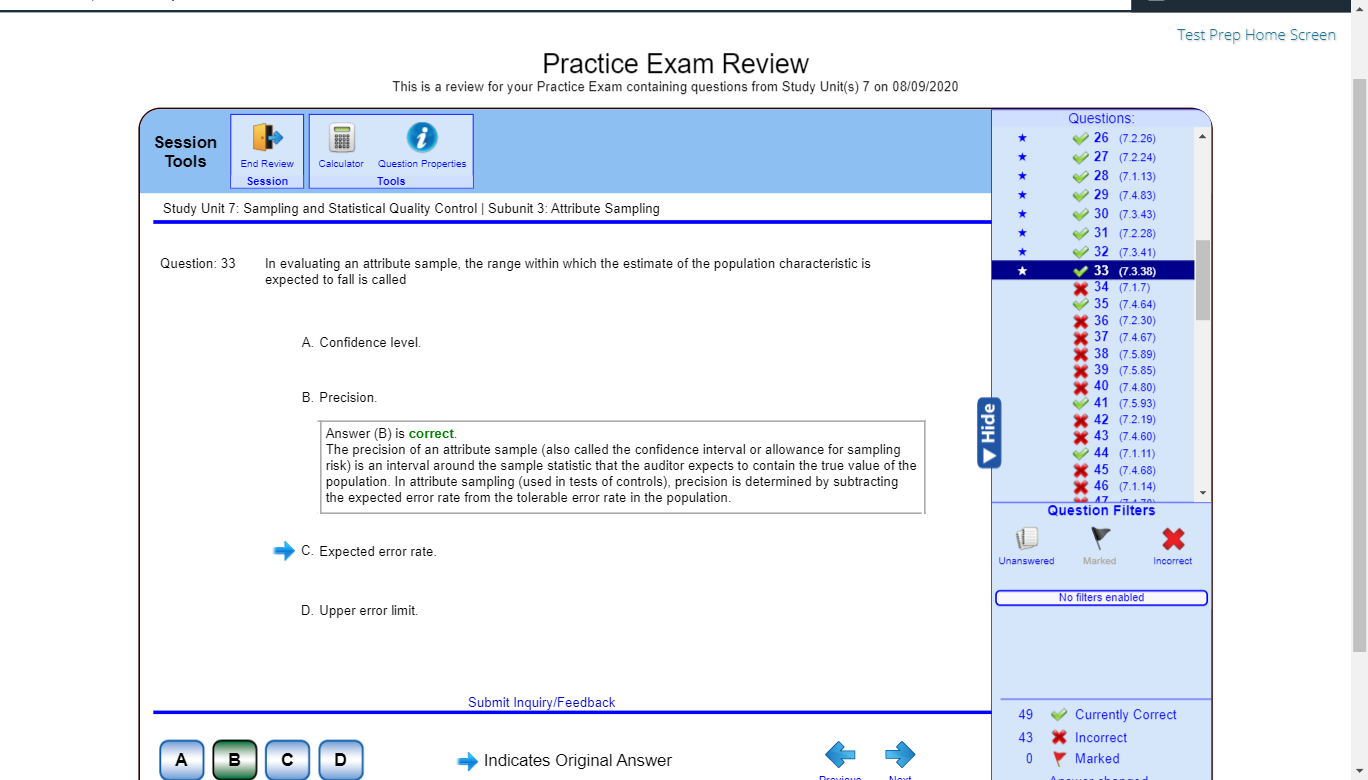 Test Prep Home Screen
Practice Exam Review
This is a review for your Practice Exam containing questions from Study Unit(s) 7 on 08/09/2020
Session
Tools
End Review
Session
Calculator
Question Properties
Tools
Study Unit 7: Sampling and Statistical Quality Control | Subunit 3: Attribute Sampling
Question: 33
In evaluating an attribute sample, the range within which the estimate of the population characteristic is
expected to fall is called
A. Confidence level.
B. Precision.
Answer (B) is correct.
The precision of an attribute sample (also called the confidence interval or allowance for sampling
risk) is an interval around the sample statistic that the auditor expects to contain the true value of the
population. In attribute sampling (used in tests of controls), precision is determined by subtracting
the expected error rate from the tolerable error rate in the population.
C. Expected error rate.
D. Upper error limit.
Submit Inquiry/Feedback
A B C D
Indicates Original Answer
Previous
Next
Hide
Questions:
26 (7.2.26)
27 (7.2.24)
28 (7.1.13)
29 (7.4.83)
30 (7.3.43)
31 (7.2.28)
32 (7.3.41)
33 (7.3.38)
34 (7.1.7)
35 (7.4.64)
36 (7.2.30)
37 (7.4.67)
38 (7.5.89)
39 (7.5.85)
40 (7.4.80)
41 (7.5.93)
42 (7.2.19)
43 (7.4.60)
44 (7.1.11)
45 (7.4.68)
46 (7.1.14)
47 (7.4.70)
Question Filters
Unanswered
Marked
Incorrect
No filters enabled
49 Currently Correct
43 Incorrect
0 Marked
Answer changed